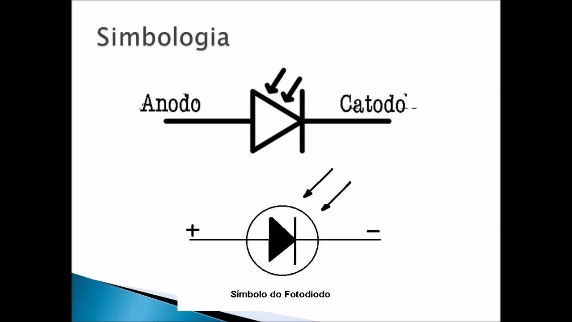 Simbologia
Anodo Catodo
+ −
Símbolo do Fotodiodo